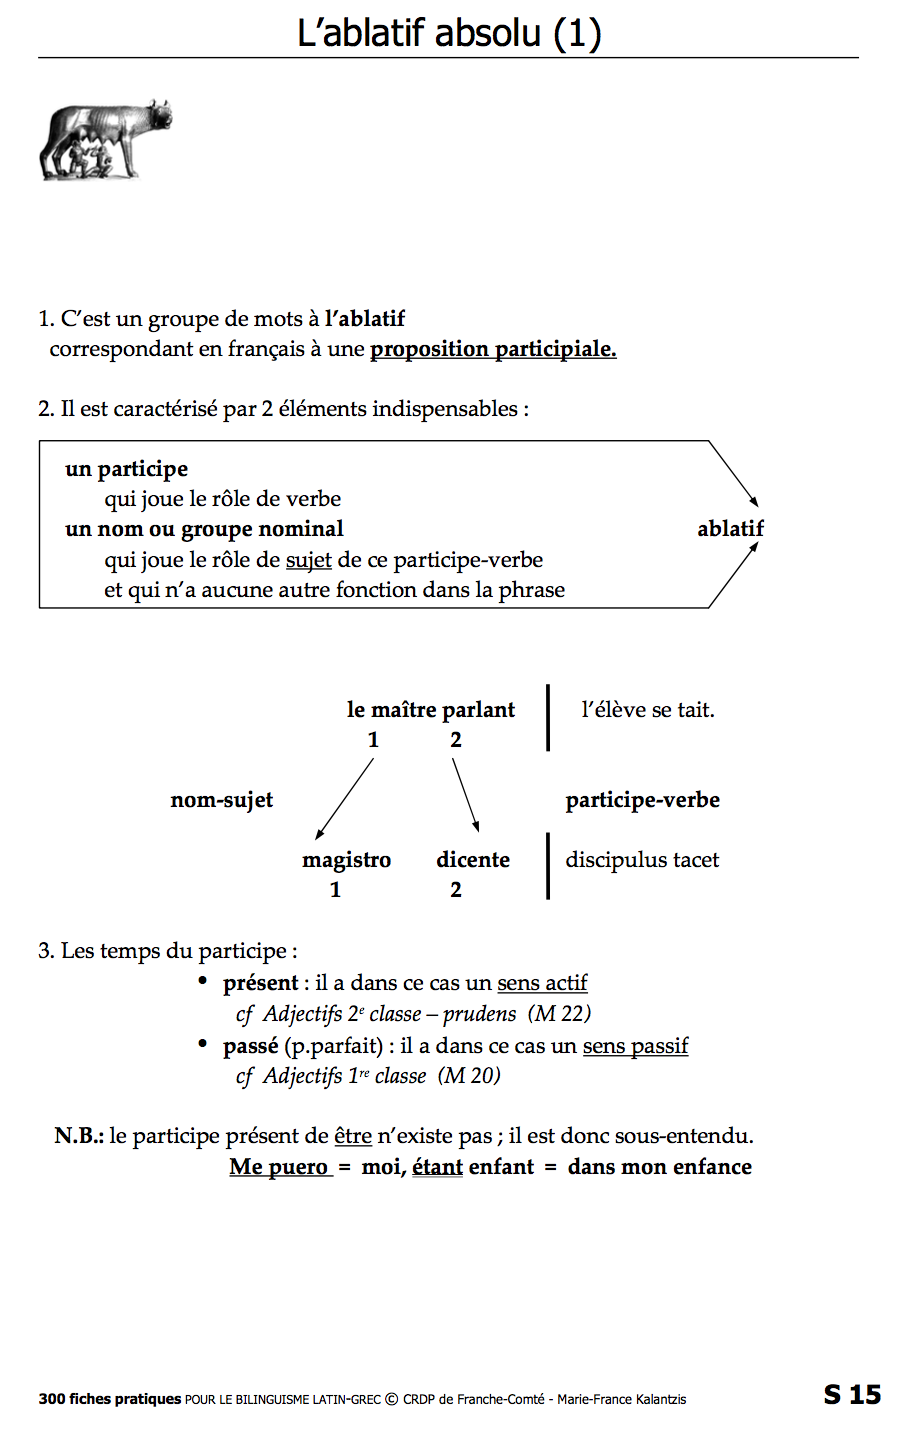 L'ablatif absolu (1)
1. C'est un groupe de mots à l'ablatif
correspondant en français à une proposition participiale.
2. Il est caractérisé par 2 éléments indispensables :
un participe
qui joue le rôle de verbe
un nom ou groupe nominal
ablatif
qui joue le rôle de sujet de ce participe-verbe
et qui n'a aucune autre fonction dans la phrase
le maître parlant l'élève se tait.
1 2
nom-sujet participe-verbe
magistro dicente discipulus tacet
1 2
3. Les temps du participe :
• présent : il a dans ce cas un sens actif
cf Adjectifs 2e classe – prudens (M 22)
• passé (p.parfait) : il a dans ce cas un sens passif
cf Adjectifs 1re classe (M 20)
N.B.: le participe présent de être n'existe pas ; il est donc sous-entendu.
Me puero = moi, étant enfant = dans mon enfance
300 fiches pratiques POUR LE BILINGUISME LATIN-GREC © CRDP de Franche-Comté - Marie-France Kalantzis
S 15